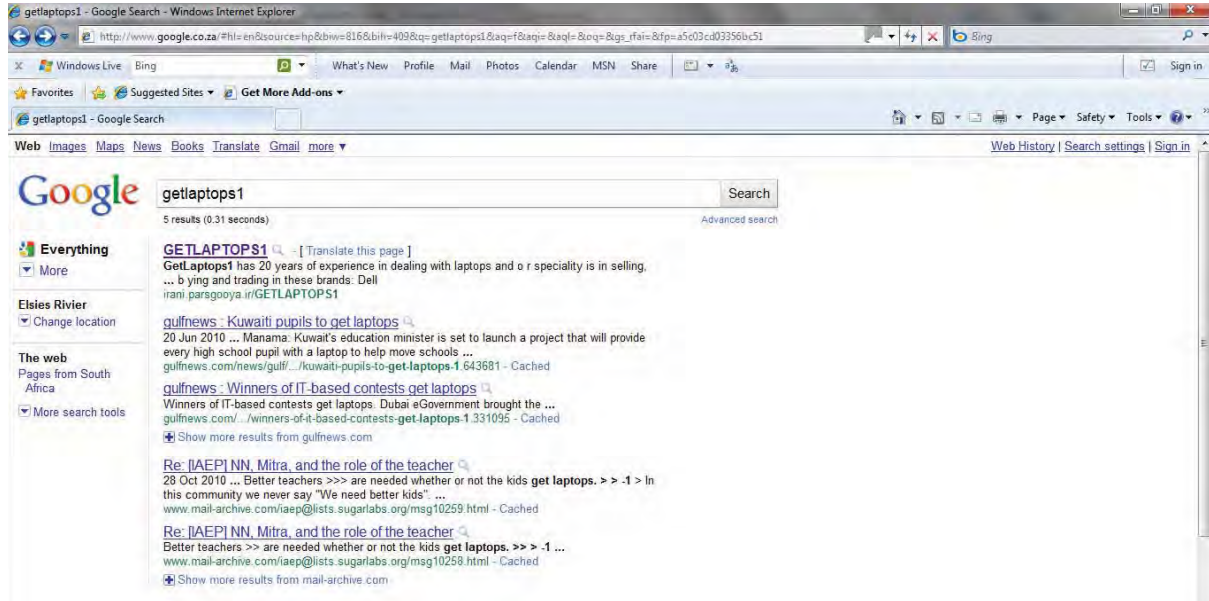 getlaptops1 - Google Search - Windows Internet Explorer
http://www.google.co.za/#hl=en&source=hp&biw=816&bih=409&q=getlaptops1&aq=f&aqi=&aql=&oq=&gs_rfai=&fp=a5c03cd03356bc51
Bing
x Windows Live Bing What's New Profile Mail Photos Calendar MSN Share Sign in
Favorites Suggested Sites Get More Add-ons
getlaptops1 - Google Search Page Safety Tools
Web Images Maps News Books Translate Gmail more Web History | Search settings | Sign in
Google getlaptops1 Search
5 results (0.31 seconds) Advanced search
Everything
More
Elsies Rivier
Change location
The web
Pages from South
Africa
More search tools
GETLAPTOPS1 - [ Translate this page ]
GetLaptops1 has 20 years of experience in dealing with laptops and o r speciality is in selling,
... b ying and trading in these brands: Dell
irani.parsgooya.ir/GETLAPTOPS1
gulfnews : Kuwaiti pupils to get laptops
20 Jun 2010 ... Manama: Kuwait's education minister is set to launch a project that will provide
every high school pupil with a laptop to help move schools ...
gulfnews.com/news/gulf/.../kuwaiti-pupils-to-get-laptops-1.643681 - Cached
gulfnews : Winners of IT-based contests get laptops
Winners of IT-based contests get laptops. Dubai eGovernment brought the ...
gulfnews.com/.../winners-of-it-based-contests-get-laptops-1.331095 - Cached
Show more results from gulfnews.com
Re: [IAEP] NN, Mitra, and the role of the teacher
28 Oct 2010 ... Better teachers >>> are needed whether or not the kids get laptops. > > -1 > In
this community we never say "We need better kids". ...
www.mail-archive.com/iaep@lists.sugarlabs.org/msg10259.html - Cached
Re: [IAEP] NN, Mitra, and the role of the teacher
Better teachers >> are needed whether or not the kids get laptops. >> > -1 ...
www.mail-archive.com/iaep@lists.sugarlabs.org/msg10258.html - Cached
Show more results from mail-archive.com